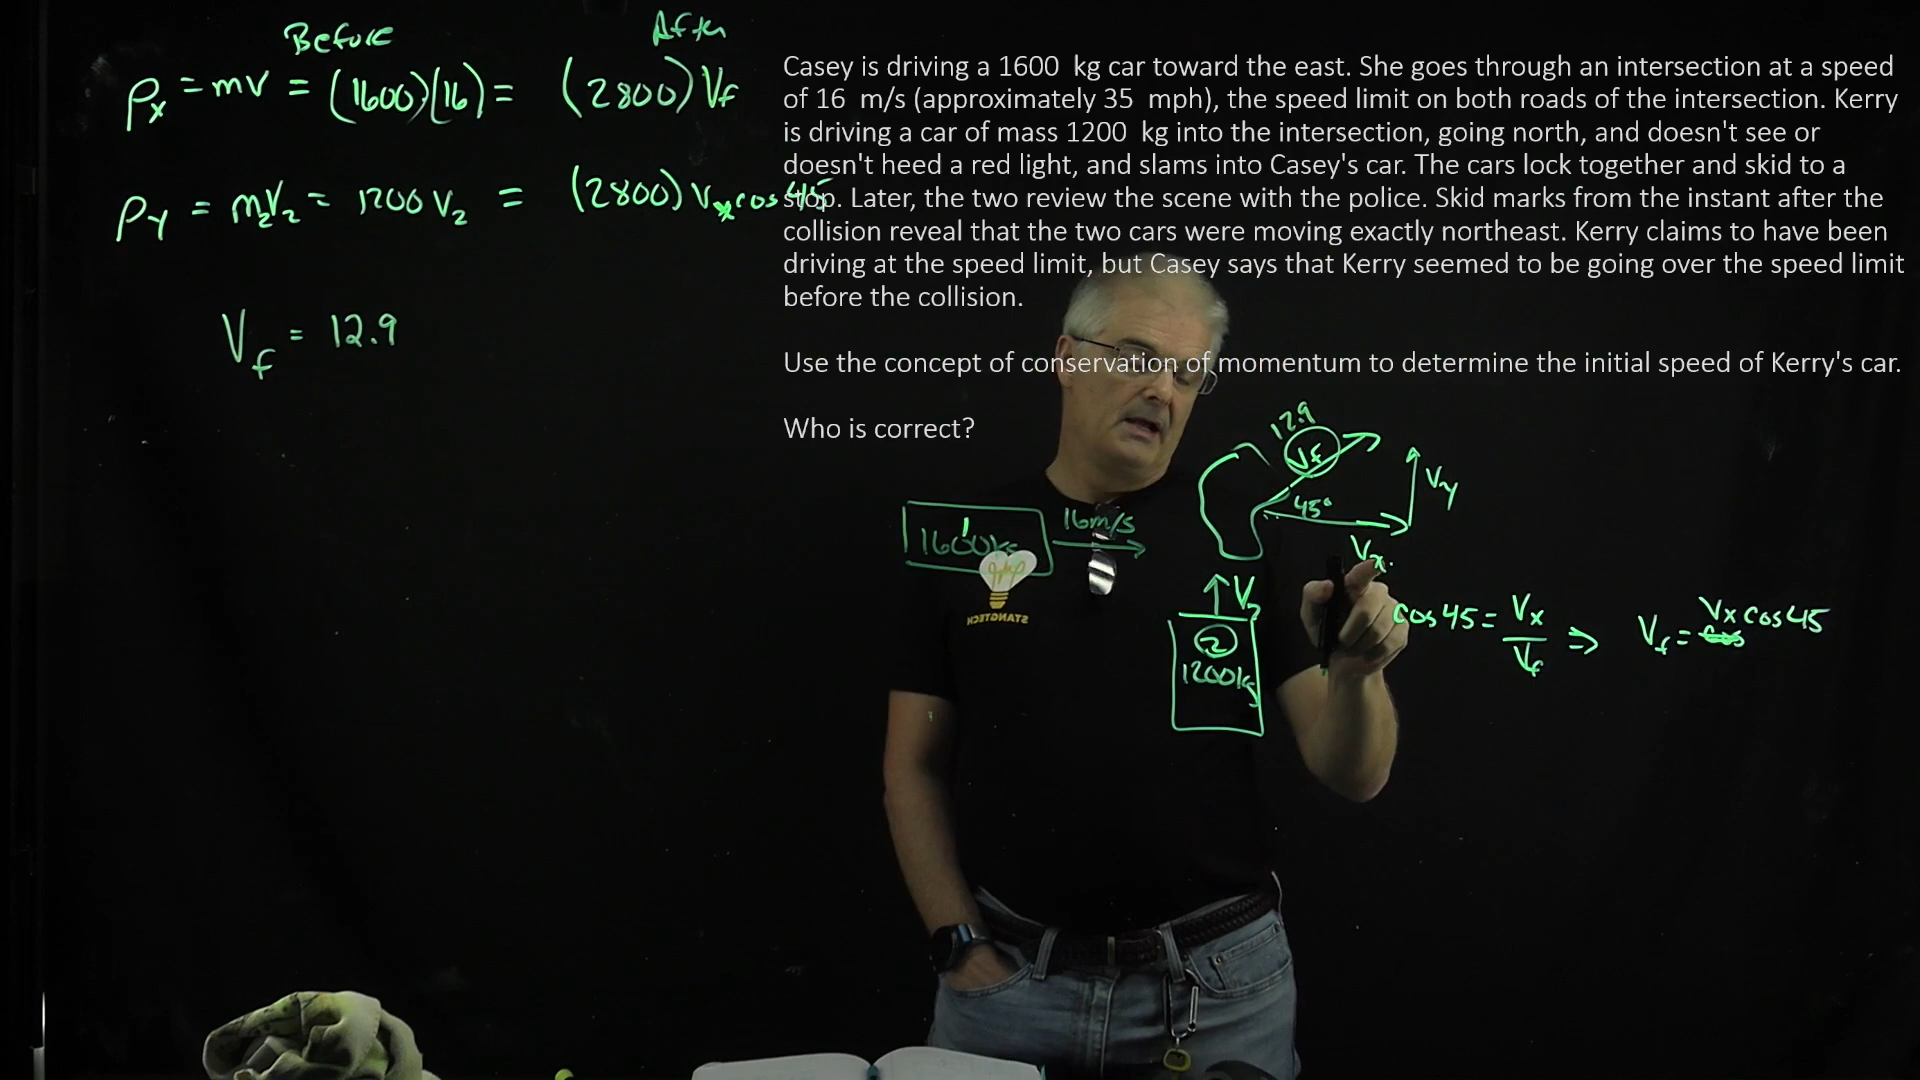 Before After
Px = mv = (1600)(16) = (2800) Vf
PY = m2V2 = 1200 V2 = (2800) Vx cos 45
Vf = 12.9
Casey is driving a 1600 kg car toward the east. She goes through an intersection at a speed
of 16 m/s (approximately 35 mph), the speed limit on both roads of the intersection. Kerry
is driving a car of mass 1200 kg into the intersection, going north, and doesn't see or
doesn't heed a red light, and slams into Casey's car. The cars lock together and skid to a
stop. Later, the two review the scene with the police. Skid marks from the instant after the
collision reveal that the two cars were moving exactly northeast. Kerry claims to have been
driving at the speed limit, but Casey says that Kerry seemed to be going over the speed limit
before the collision.
Use the concept of conservation of momentum to determine the initial speed of Kerry's car.
Who is correct?
12.9
Vf
Vy
45°
1
1600kg
16m/s
Vx
V2
2
1200kg
cos 45 = Vx / Vf ⇒ Vf = Vx cos 45
STANGTECH